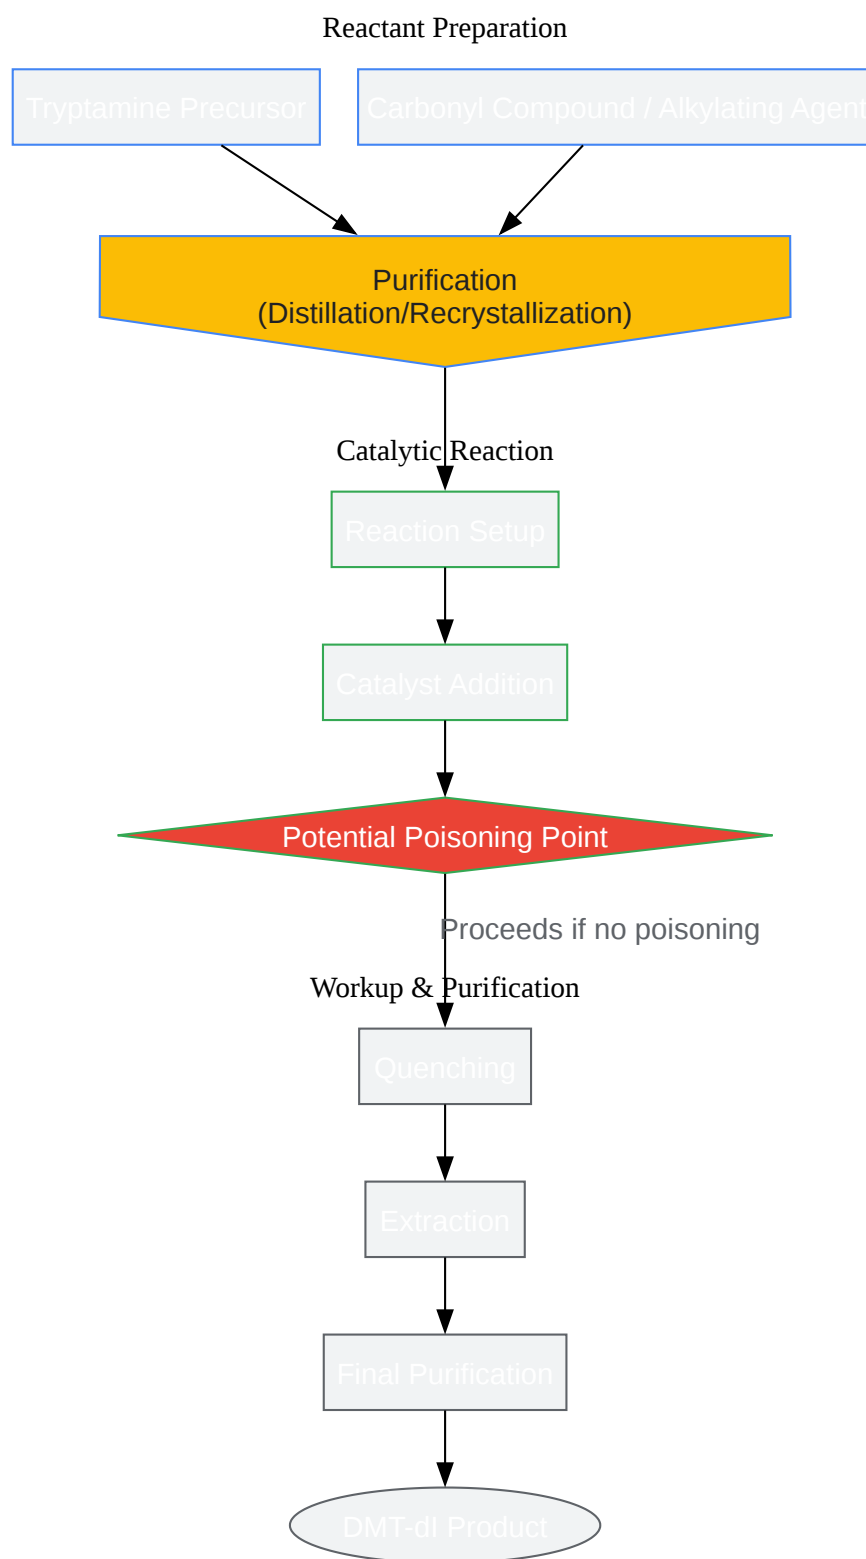 Reactant Preparation
Tryptamine Precursor
Carbonyl Compound / Alkylating Agent
Purification
(Distillation/Recrystallization)
Catalytic Reaction
Reaction Setup
Catalyst Addition
Potential Poisoning Point
Proceeds if no poisoning
Workup & Purification
Quenching
Extraction
Final Purification
DMT-dI Product